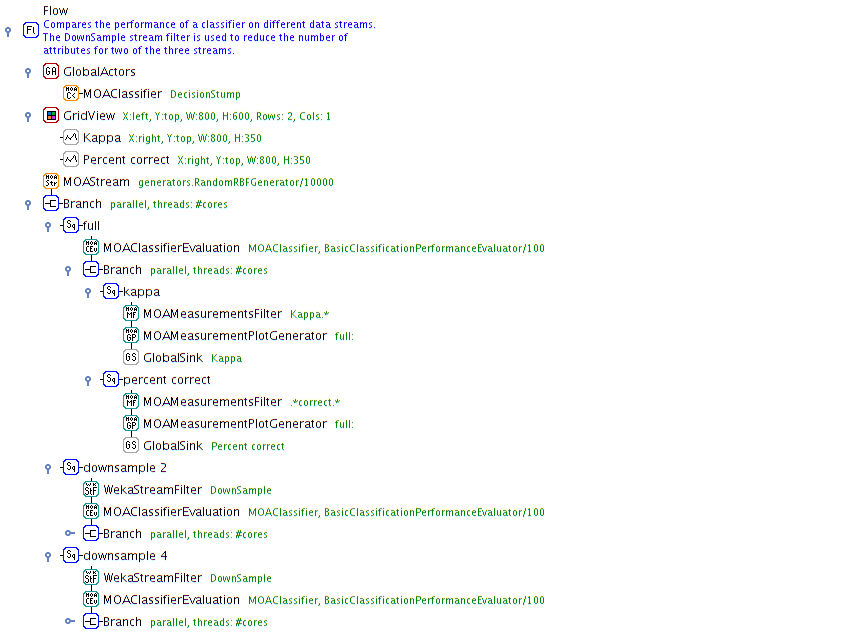 Flow
Compares the performance of a classifier on different data streams.
The DownSample stream filter is used to reduce the number of
attributes for two of the three streams.
GlobalActors
MOAClassifier DecisionStump
GridView X:left, Y:top, W:800, H:600, Rows: 2, Cols: 1
Kappa X:right, Y:top, W:800, H:350
Percent correct X:right, Y:top, W:800, H:350
MOAStream generators.RandomRBFGenerator/10000
Branch parallel, threads: #cores
full
MOAClassifierEvaluation MOAClassifier, BasicClassificationPerformanceEvaluator/100
Branch parallel, threads: #cores
kappa
MOAMeasurementsFilter Kappa.*
MOAMeasurementPlotGenerator full:
GlobalSink Kappa
percent correct
MOAMeasurementsFilter .*correct.*
MOAMeasurementPlotGenerator full:
GlobalSink Percent correct
downsample 2
WekaStreamFilter DownSample
MOAClassifierEvaluation MOAClassifier, BasicClassificationPerformanceEvaluator/100
Branch parallel, threads: #cores
downsample 4
WekaStreamFilter DownSample
MOAClassifierEvaluation MOAClassifier, BasicClassificationPerformanceEvaluator/100
Branch parallel, threads: #cores